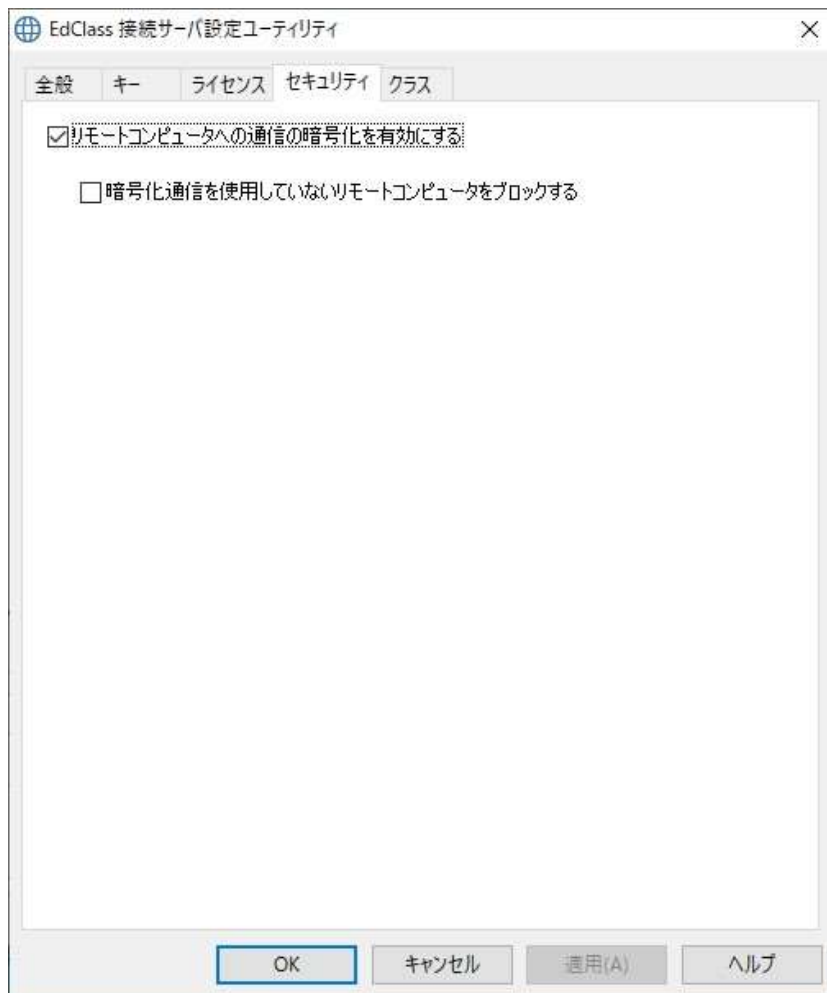 EdClass 接続サーバ設定ユーティリティ
全般 キー ライセンス セキュリティ クラス
リモートコンピュータへの通信の暗号化を有効にする
暗号化通信を使用していないリモートコンピュータをブロックする
OK キャンセル 適用(A) ヘルプ